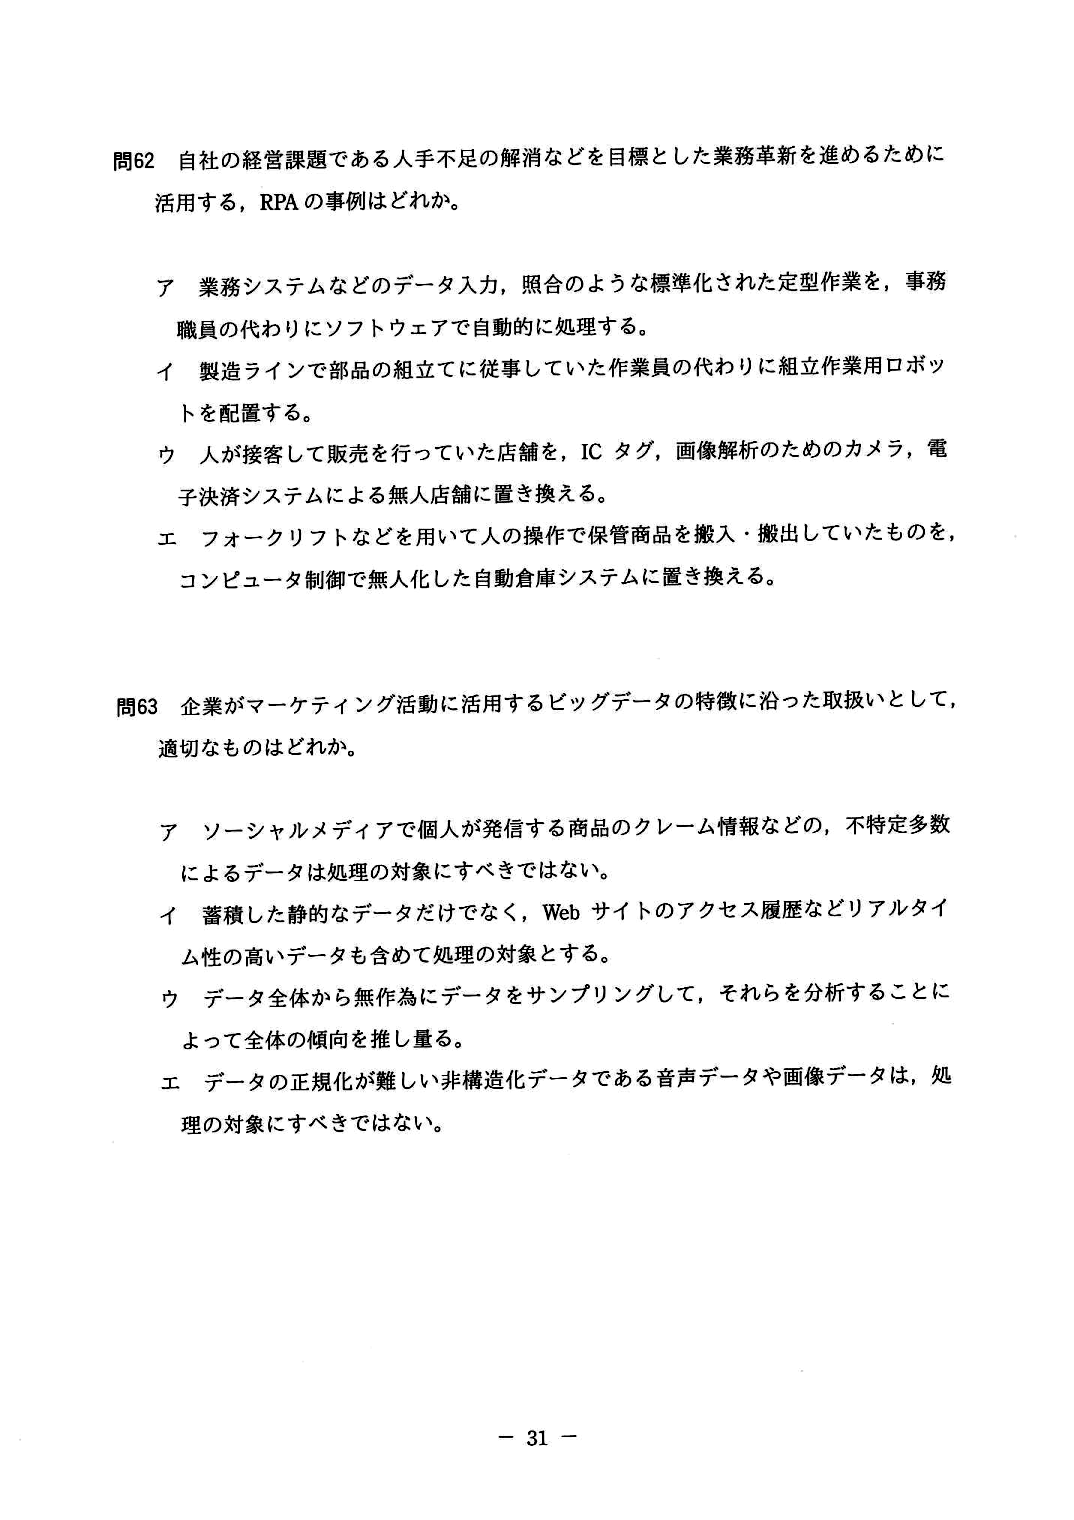 問62　自社の経営課題である人手不足の解消などを目標とした業務革新を進めるために
活用する，RPA の事例はどれか。
ア　業務システムなどのデータ入力，照合のような標準化された定型作業を，事務
職員の代わりにソフトウェアで自動的に処理する。
イ　製造ラインで部品の組立てに従事していた作業員の代わりに組立作業用ロボッ
トを配置する。
ウ　人が接客して販売を行っていた店舗を，IC タグ，画像解析のためのカメラ，電
子決済システムによる無人店舗に置き換える。
エ　フォークリフトなどを用いて人の操作で保管商品を搬入・搬出していたものを，
コンピュータ制御で無人化した自動倉庫システムに置き換える。
問63　企業がマーケティング活動に活用するビッグデータの特徴に沿った取扱いとして，
適切なものはどれか。
ア　ソーシャルメディアで個人が発信する商品のクレーム情報などの，不特定多数
によるデータは処理の対象にすべきではない。
イ　蓄積した静的なデータだけでなく，Web サイトのアクセス履歴などリアルタイ
ム性の高いデータも含めて処理の対象とする。
ウ　データ全体から無作為にデータをサンプリングして，それらを分析することに
よって全体の傾向を推し量る。
エ　データの正規化が難しい非構造化データである音声データや画像データは，処
理の対象にすべきではない。
－ 31 －